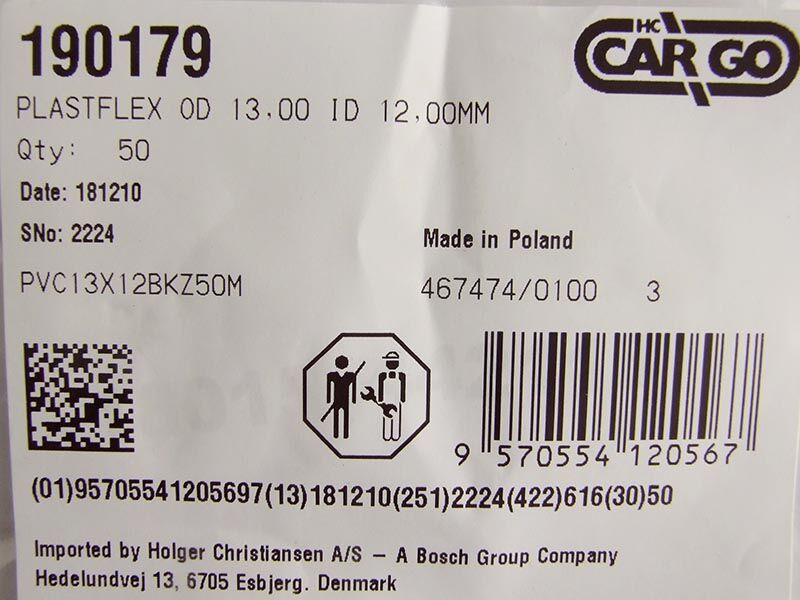 190179
HC
CARGO
PLASTFLEX OD 13,00 ID 12,00MM
Qty: 50
Date: 181210
SNo: 2224
Made in Poland
PVC13X12BKZ50M
467474/0100 3
9 570554 120567
(01)95705541205697(13)181210(251)2224(422)616(30)50
Imported by Holger Christiansen A/S – A Bosch Group Company
Hedelundvej 13, 6705 Esbjerg. Denmark